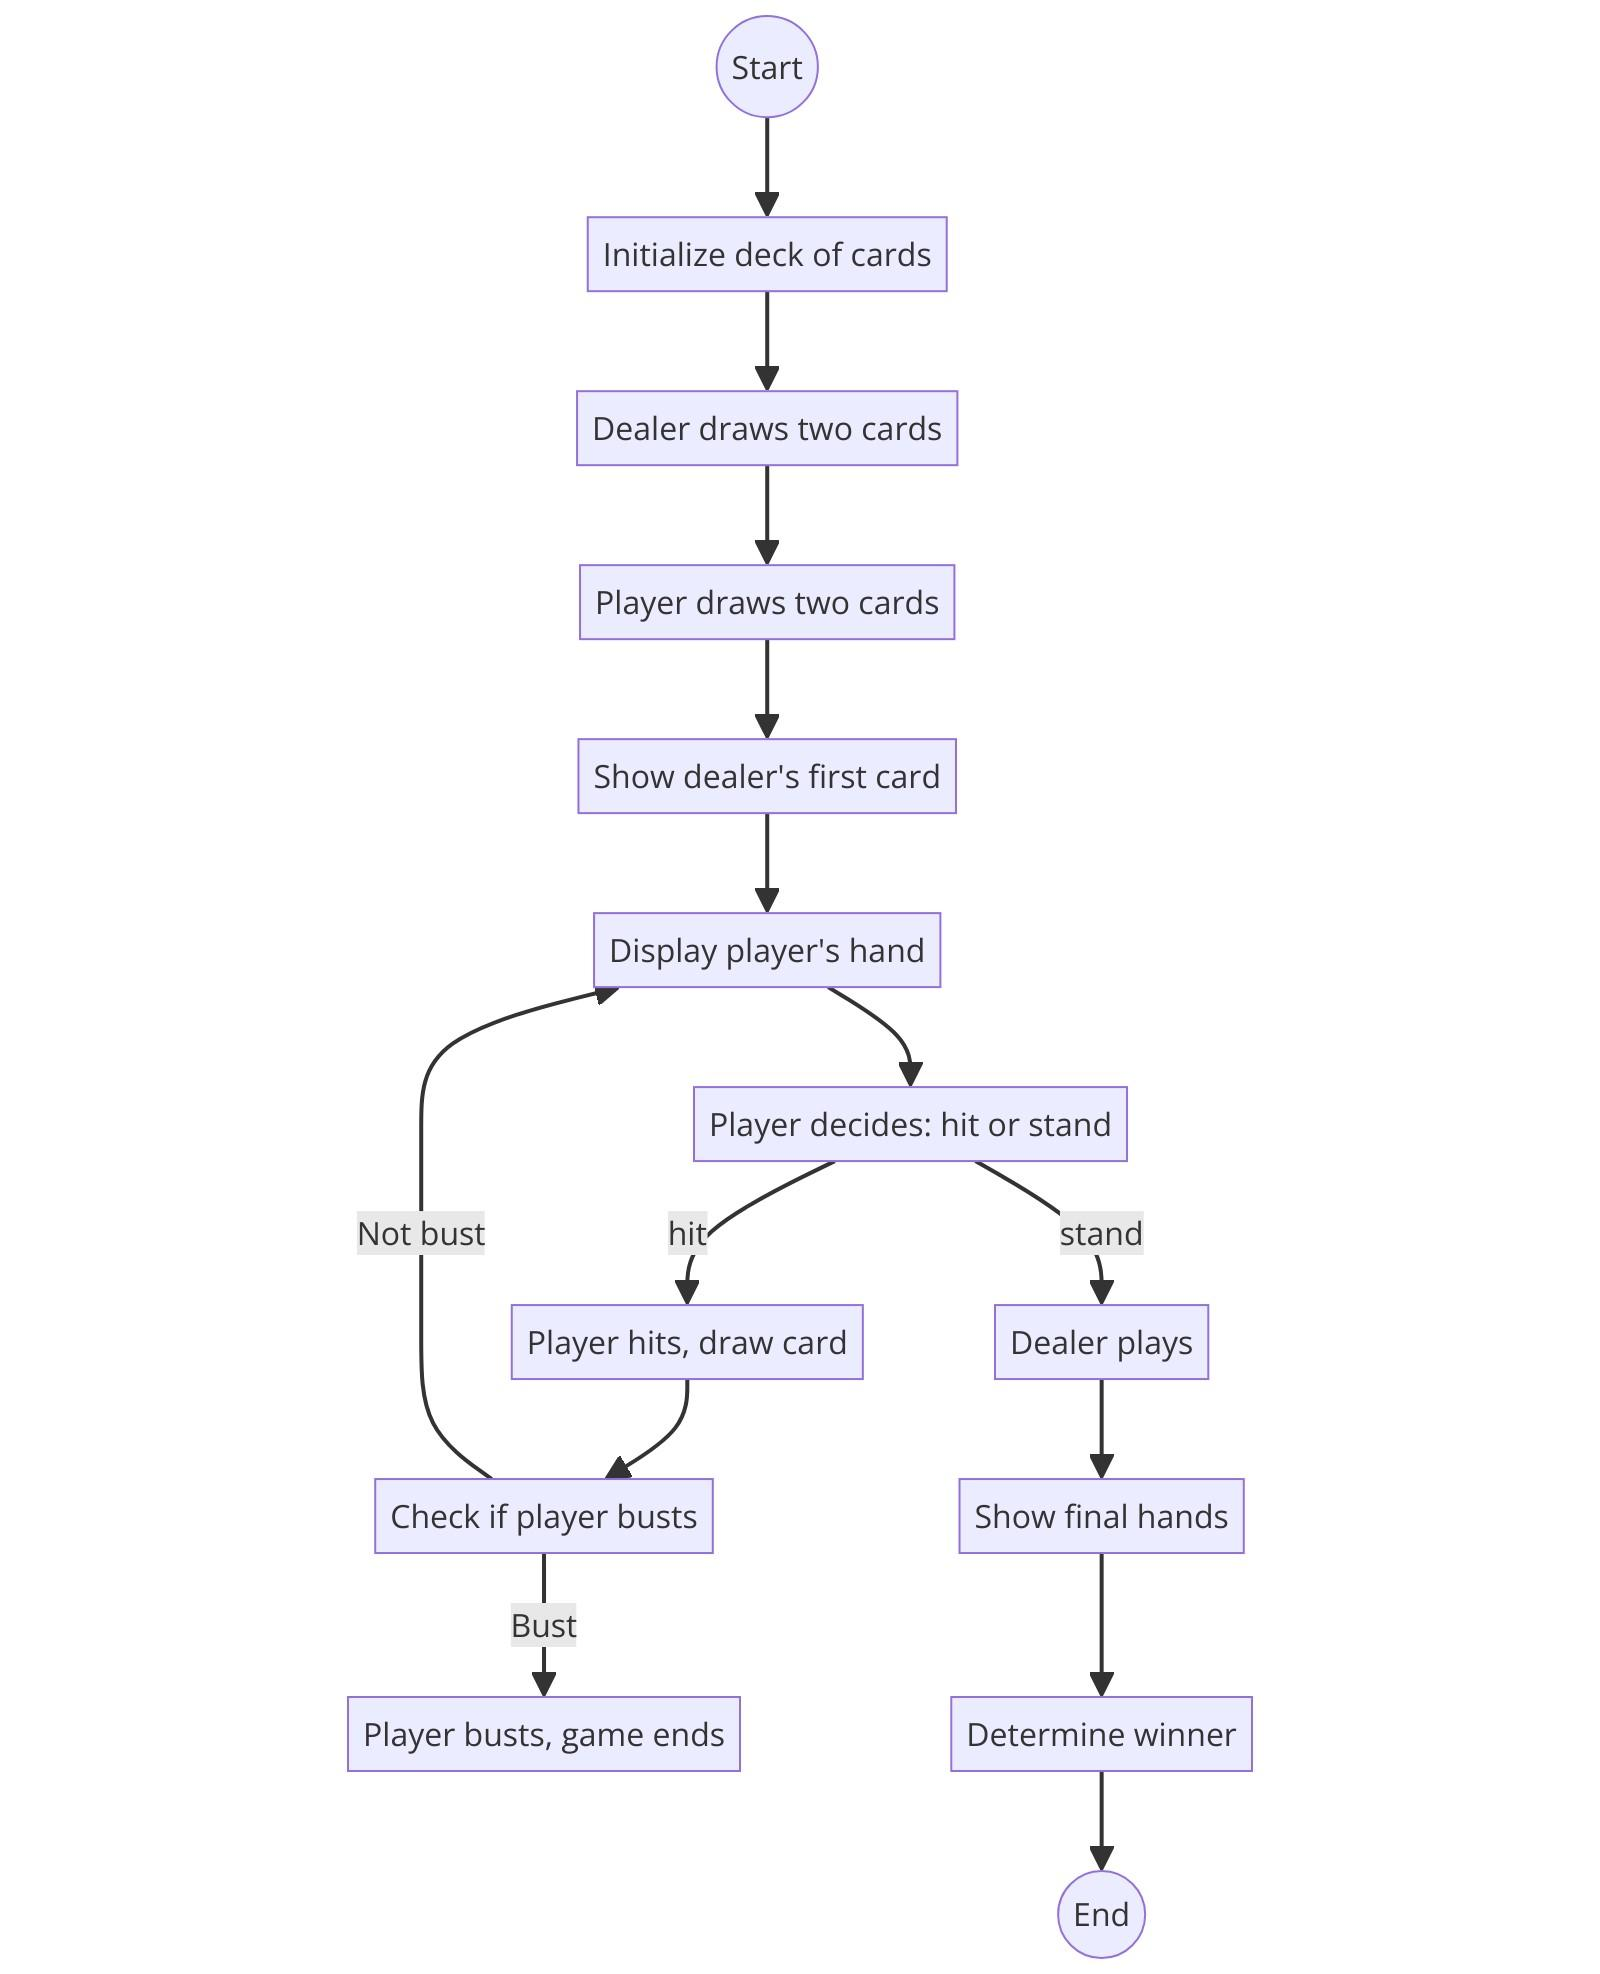 Start
Initialize deck of cards
Dealer draws two cards
Player draws two cards
Show dealer's first card
Display player's hand
Player decides: hit or stand
Not bust
hit
stand
Player hits, draw card
Dealer plays
Check if player busts
Show final hands
Bust
Player busts, game ends
Determine winner
End